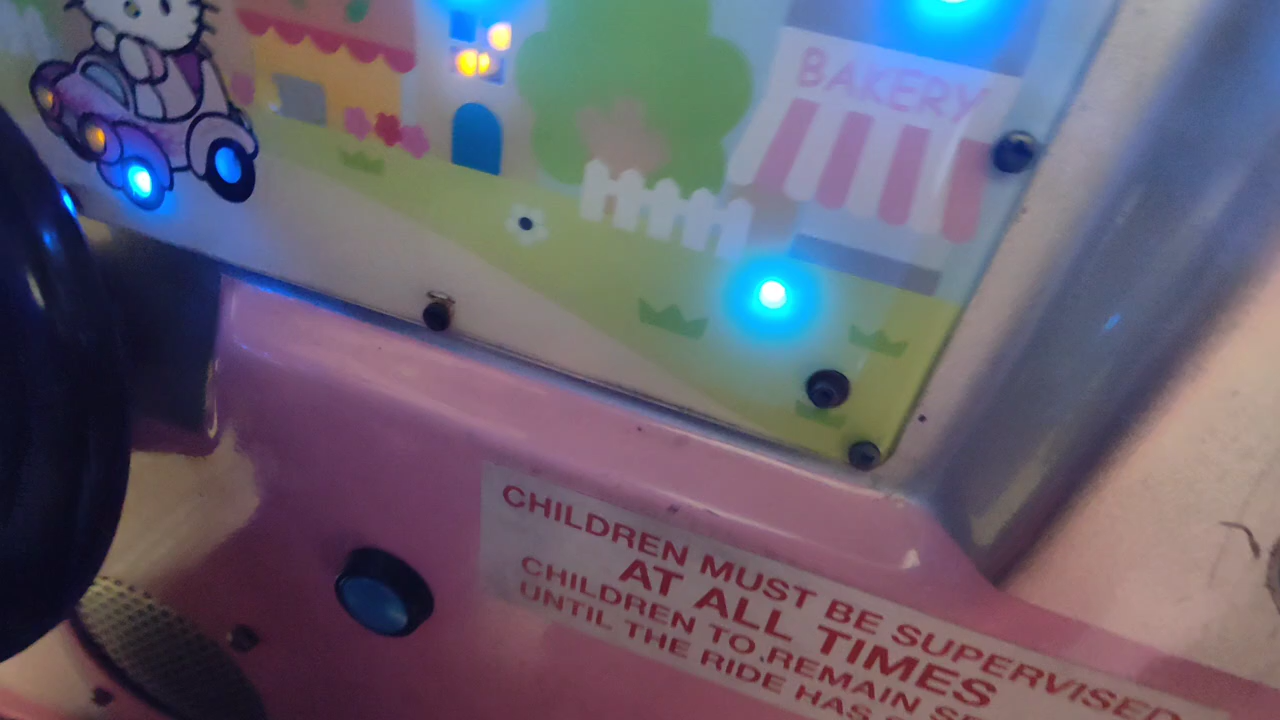 BAKERY
CHILDREN MUST BE SUPERVISED
AT ALL TIMES
CHILDREN TO REMAIN
UNTIL THE RIDE HAS